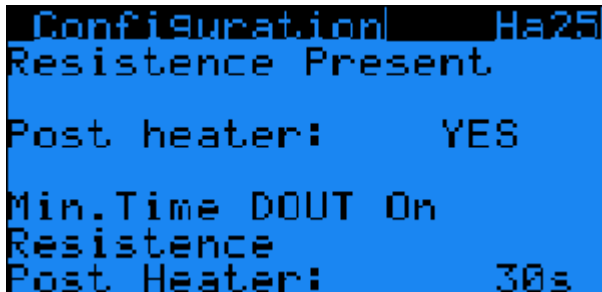 Configuration Ha25
Resistence Present
Post heater: YES
Min.Time DOUT On
Resistence
Post Heater: 30s